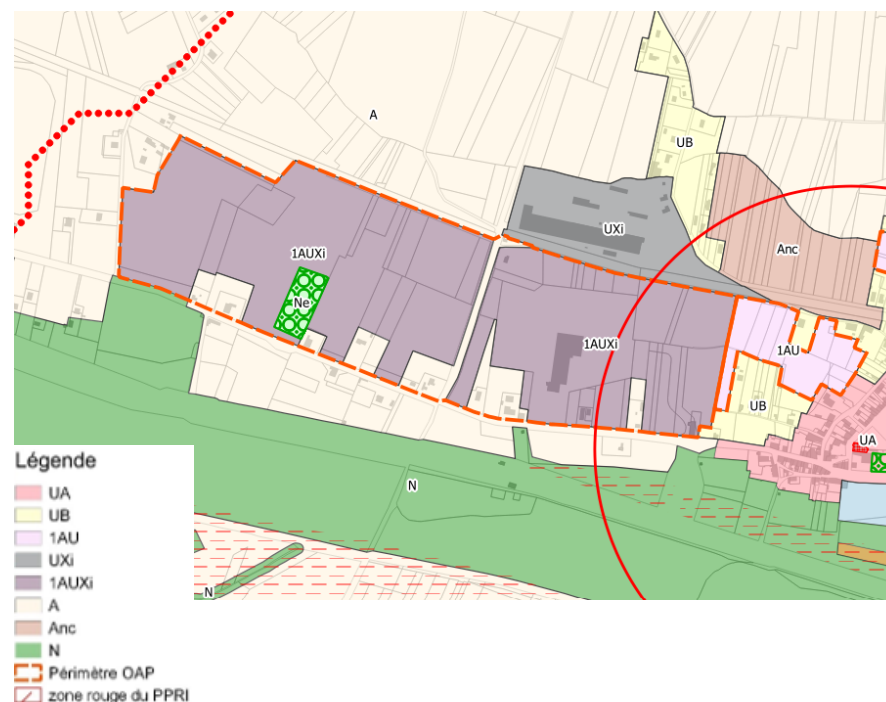 A
UB
UXi
Anc
1AUXi
Ne
1AUXi
1AU
UB
UA
N
N
Légende
UA
UB
1AU
UXi
1AUXi
A
Anc
N
Périmètre OAP
zone rouge du PPRI